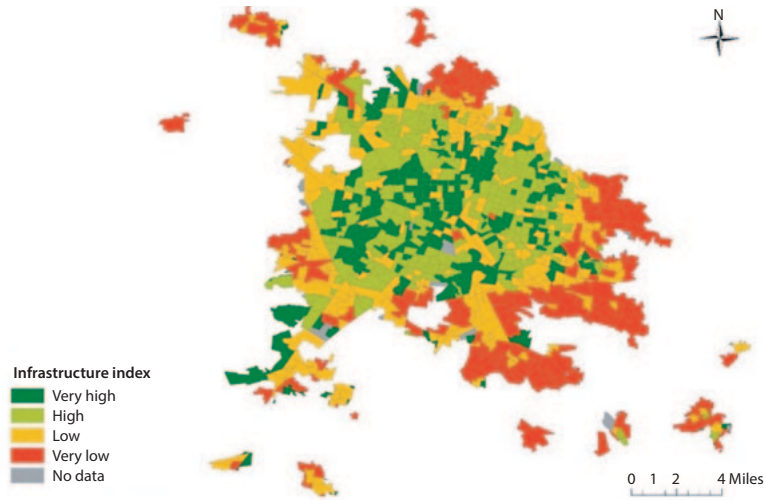 N
Infrastructure index
Very high
High
Low
Very low
No data
0 1 2 4 Miles